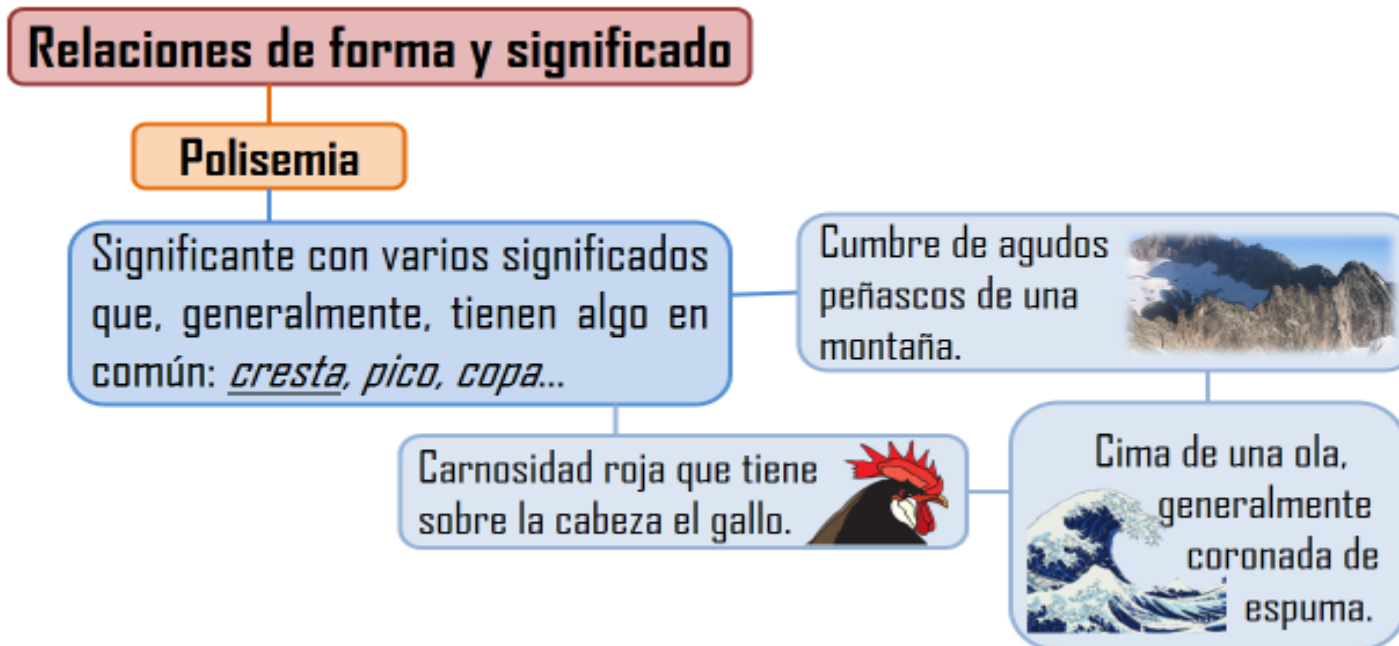 Relaciones de forma y significado
Polisemia
Significante con varios significados
que, generalmente, tienen algo en
común: cresta, pico, copa...
Cumbre de agudos
peñascos de una
montaña.
Carnosidad roja que tiene
sobre la cabeza el gallo.
Cima de una ola,
generalmente
coronada de
espuma.